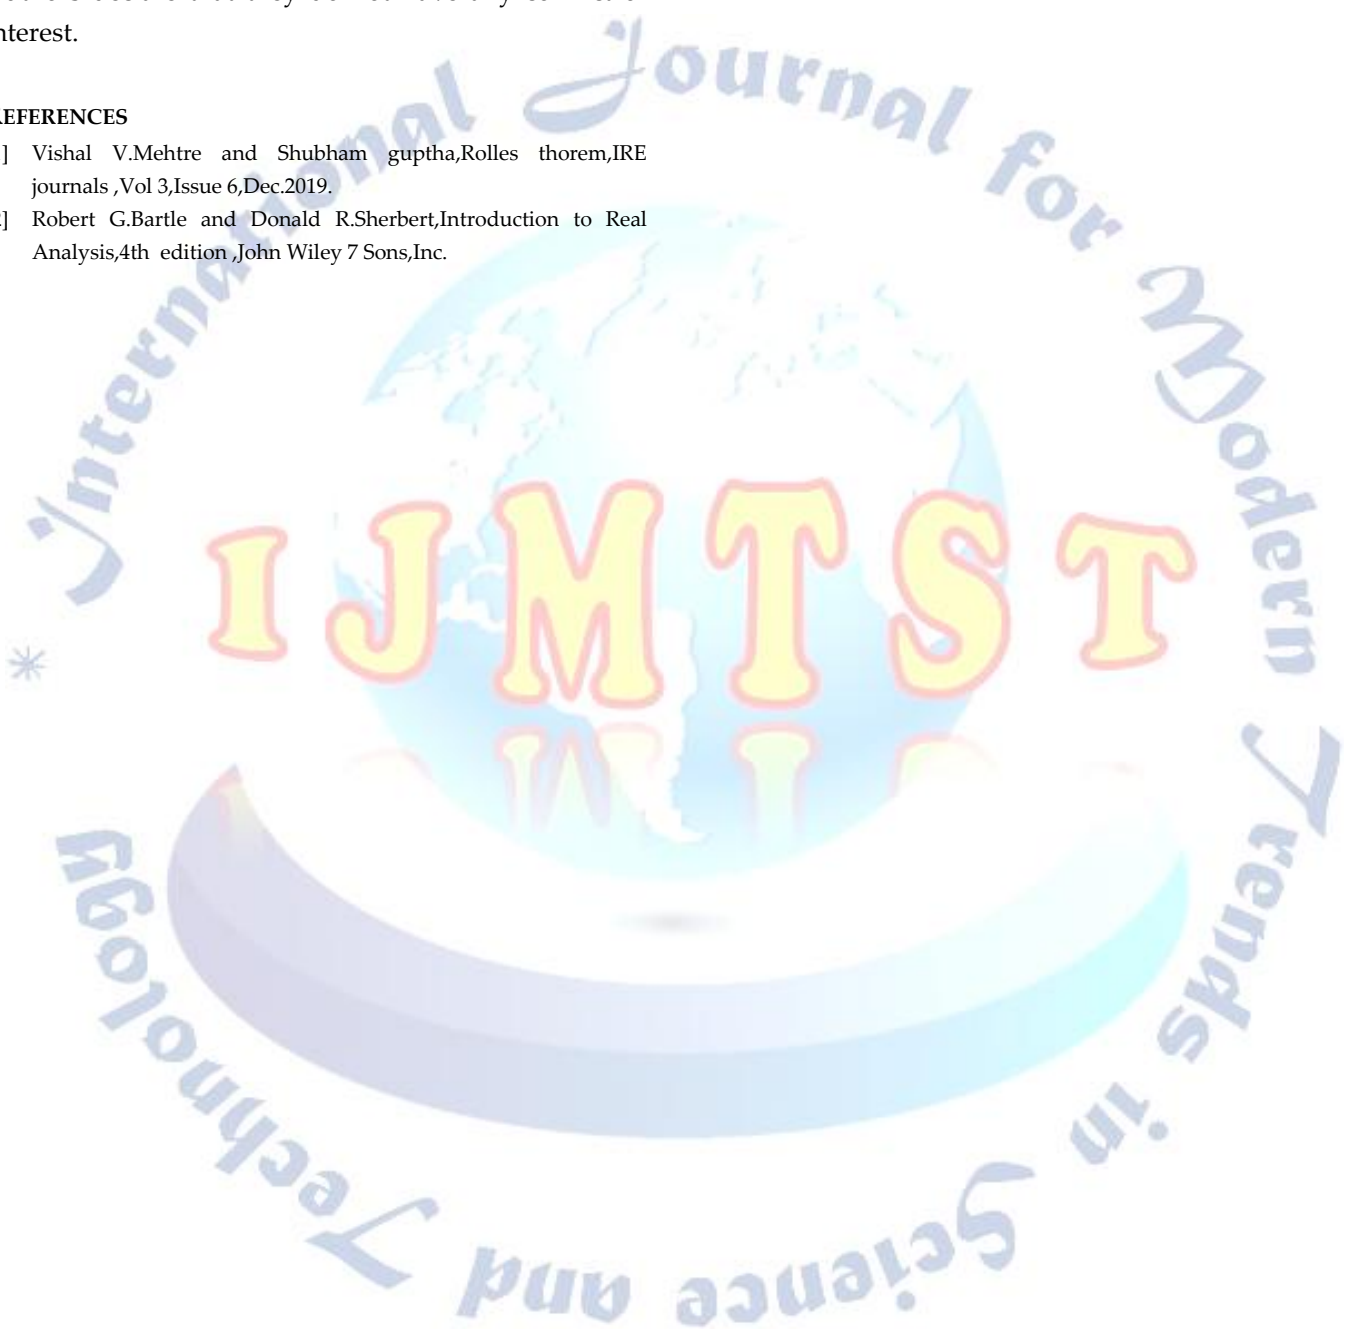 nterest.
EFERENCES
] Vishal V.Mehtre and Shubham guptha,Rolles thorem,IRE
journals ,Vol 3,Issue 6,Dec.2019.
] Robert G.Bartle and Donald R.Sherbert,Introduction to Real
Analysis,4th edition ,John Wiley 7 Sons,Inc.
International Journal for Modern Trends in Science and Technology
IJMTST